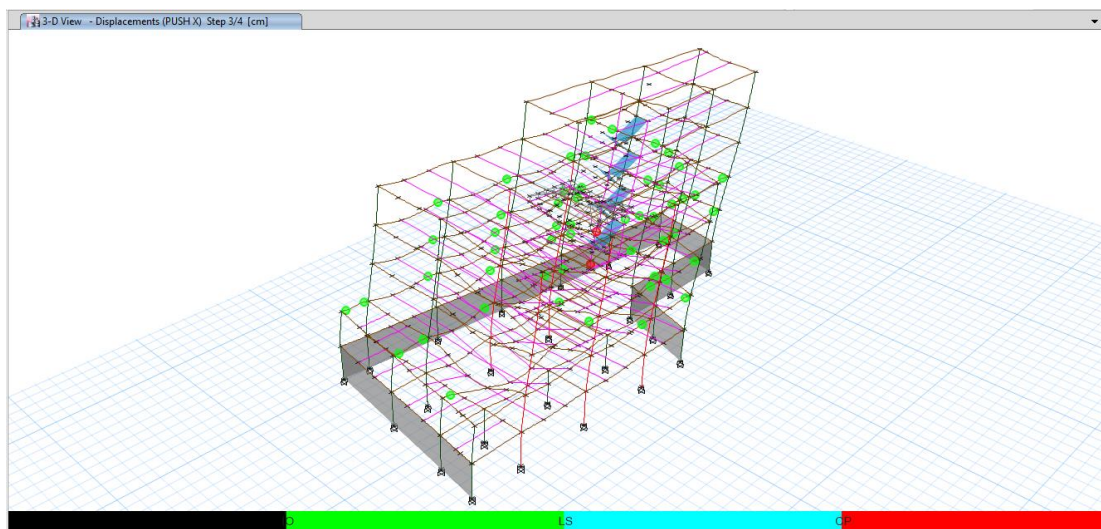 3-D View - Displacements (PUSH X) Step 3/4 [cm]
IO LS CP